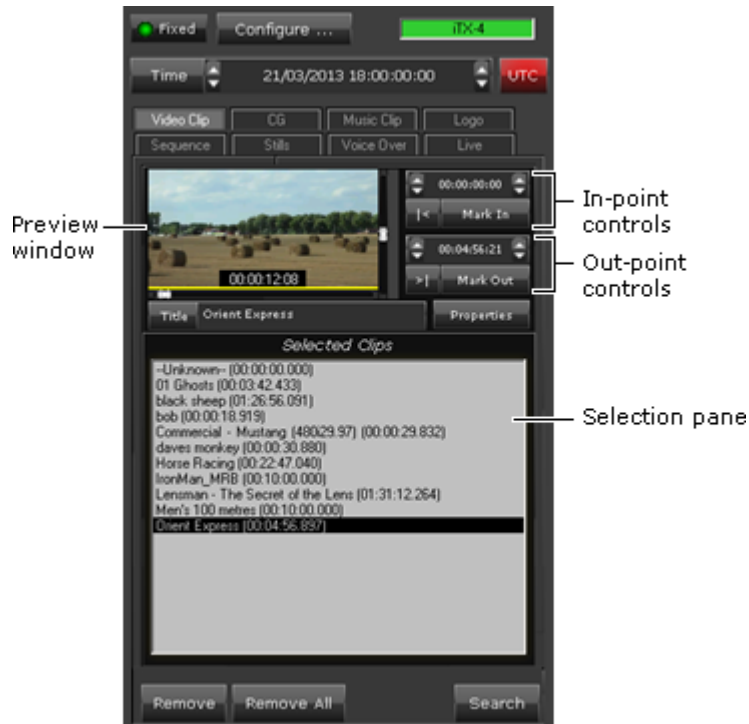 Fixed
Configure ...
iTX-4
Time
21/03/2013 18:00:00:00
UTC
Video Clip
CG
Music Clip
Logo
Sequence
Stills
Voice Over
Live
00:00:00:00
|<
Mark In
In-point
controls
Preview
window
00:04:56:21
>|
Mark Out
Out-point
controls
00:00:12:08
Title
Orient Express
Properties
Selected Clips
--Unknown-- (00:00:00.000)
01 Ghosts (00:03:42.433)
black sheep (01:26:56.091)
bob (00:00:18.919)
Commercial - Mustang (480i29.97) (00:00:29.832)
daves monkey (00:00:30.880)
Horse Racing (00:22:47.040)
IronMan_MRB (00:10:00.000)
Lensman - The Secret of the Lens (01:31:12.264)
Men's 100 metres (00:10:00.000)
Orient Express (00:04:56.897)
Selection pane
Remove
Remove All
Search